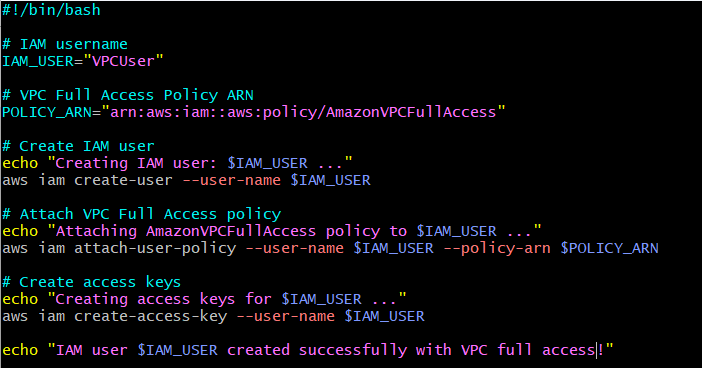 #!/bin/bash
# IAM username
IAM_USER="VPCUser"
# VPC Full Access Policy ARN
POLICY_ARN="arn:aws:iam::aws:policy/AmazonVPCFullAccess"
# Create IAM user
echo "Creating IAM user: $IAM_USER ..."
aws iam create-user --user-name $IAM_USER
# Attach VPC Full Access policy
echo "Attaching AmazonVPCFullAccess policy to $IAM_USER ..."
aws iam attach-user-policy --user-name $IAM_USER --policy-arn $POLICY_ARN
# Create access keys
echo "Creating access keys for $IAM_USER ..."
aws iam create-access-key --user-name $IAM_USER
echo "IAM user $IAM_USER created successfully with VPC full access!"